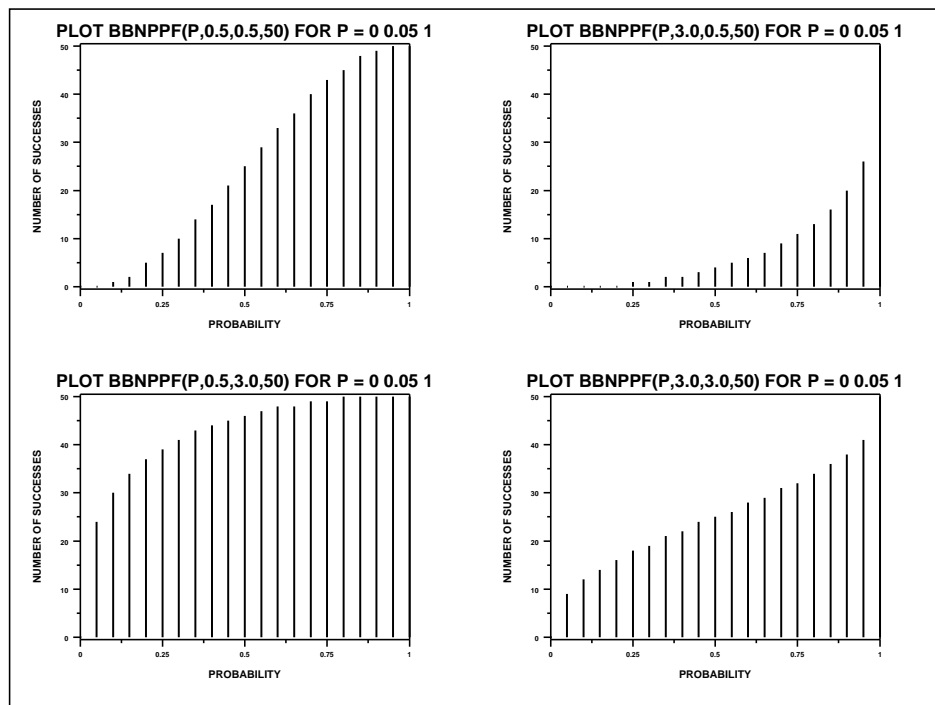 PLOT BBNPPF(P,0.5,0.5,50) FOR P = 0 0.05 1
50
40
30
20
10
0
NUMBER OF SUCCESSES
0 0.25 0.5 0.75 1
PROBABILITY
PLOT BBNPPF(P,3.0,0.5,50) FOR P = 0 0.05 1
50
40
30
20
10
0
NUMBER OF SUCCESSES
0 0.25 0.5 0.75 1
PROBABILITY
PLOT BBNPPF(P,0.5,3.0,50) FOR P = 0 0.05 1
50
40
30
20
10
0
NUMBER OF SUCCESSES
0 0.25 0.5 0.75 1
PROBABILITY
PLOT BBNPPF(P,3.0,3.0,50) FOR P = 0 0.05 1
50
40
30
20
10
0
NUMBER OF SUCCESSES
0 0.25 0.5 0.75 1
PROBABILITY